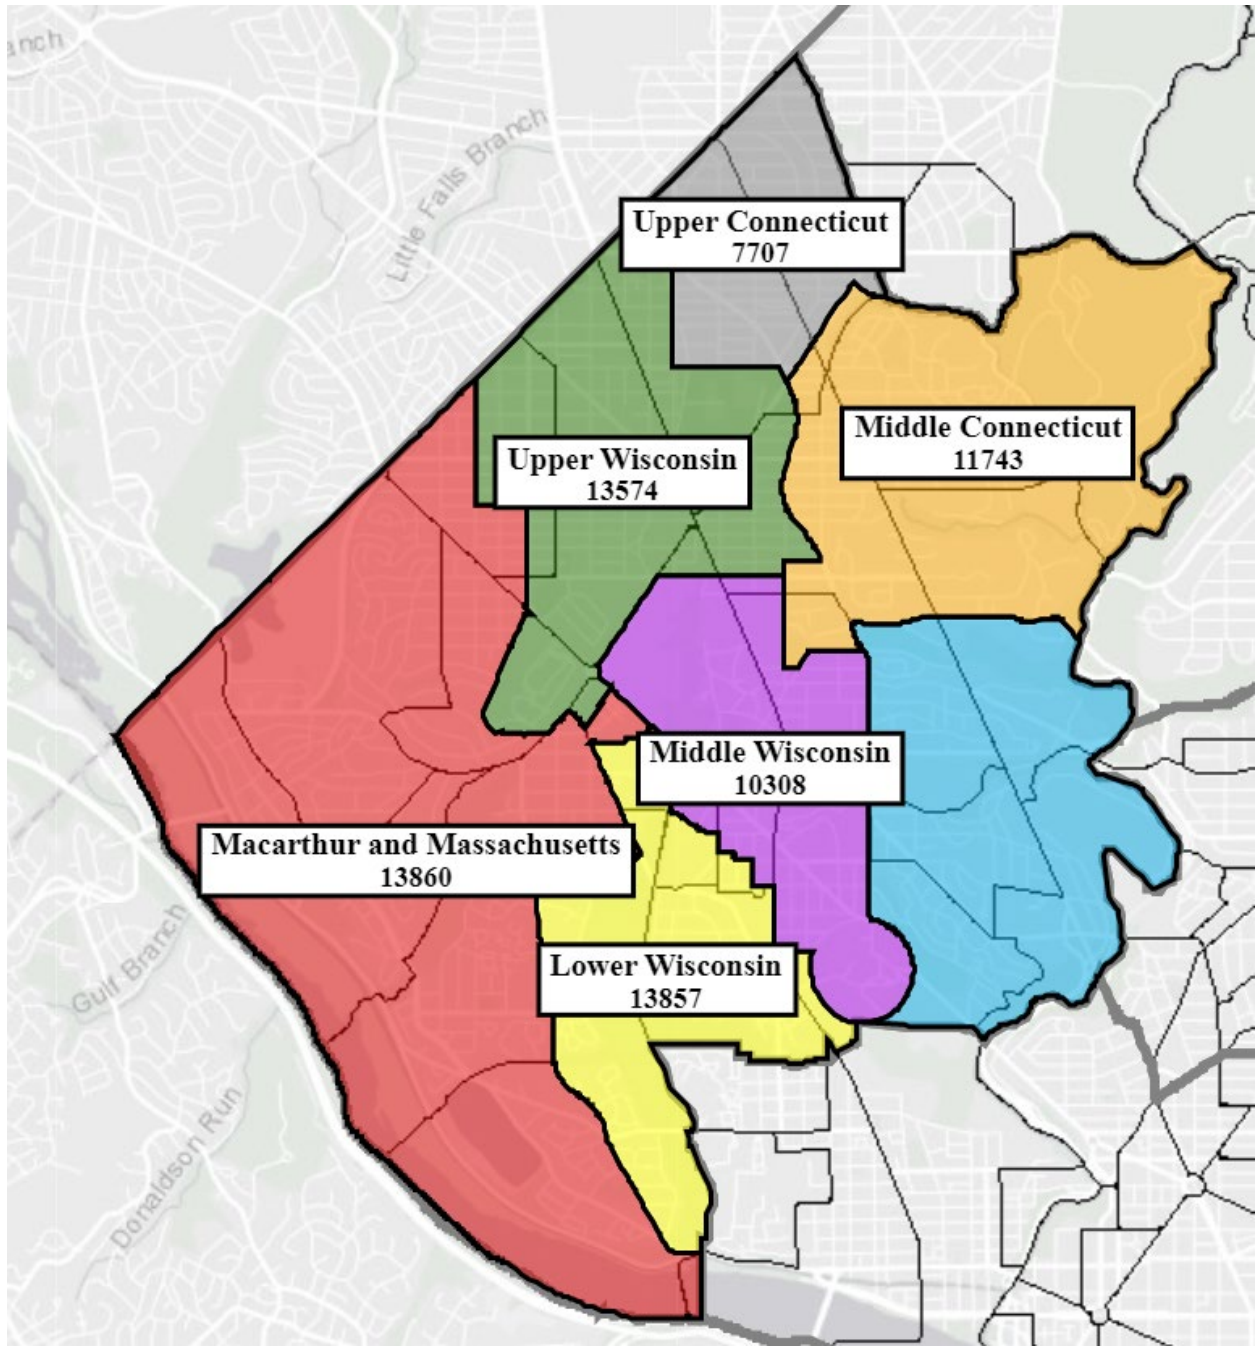 anch
Little Falls Branch
Upper Connecticut
7707
Middle Connecticut
11743
Upper Wisconsin
13574
Middle Wisconsin
10308
Macarthur and Massachusetts
13860
Lower Wisconsin
13857
Gulf Branch
Donaldson Run